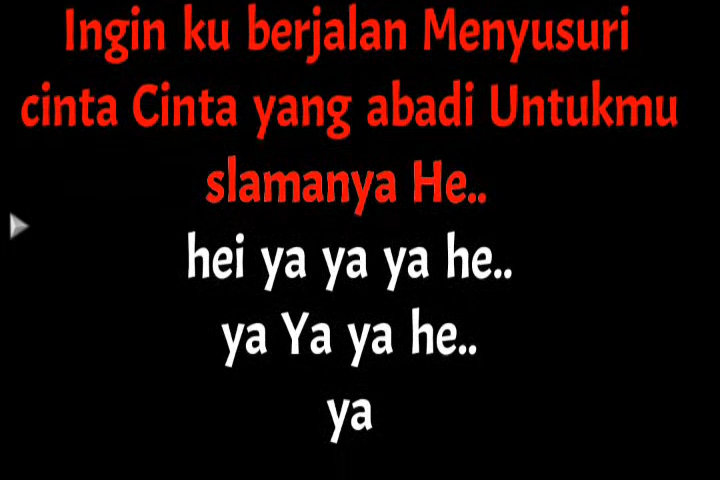 Ingin ku berjalan Menyusuri
cinta Cinta yang abadi Untukmu
slamanya He..
hei ya ya ya he..
ya Ya ya he..
ya